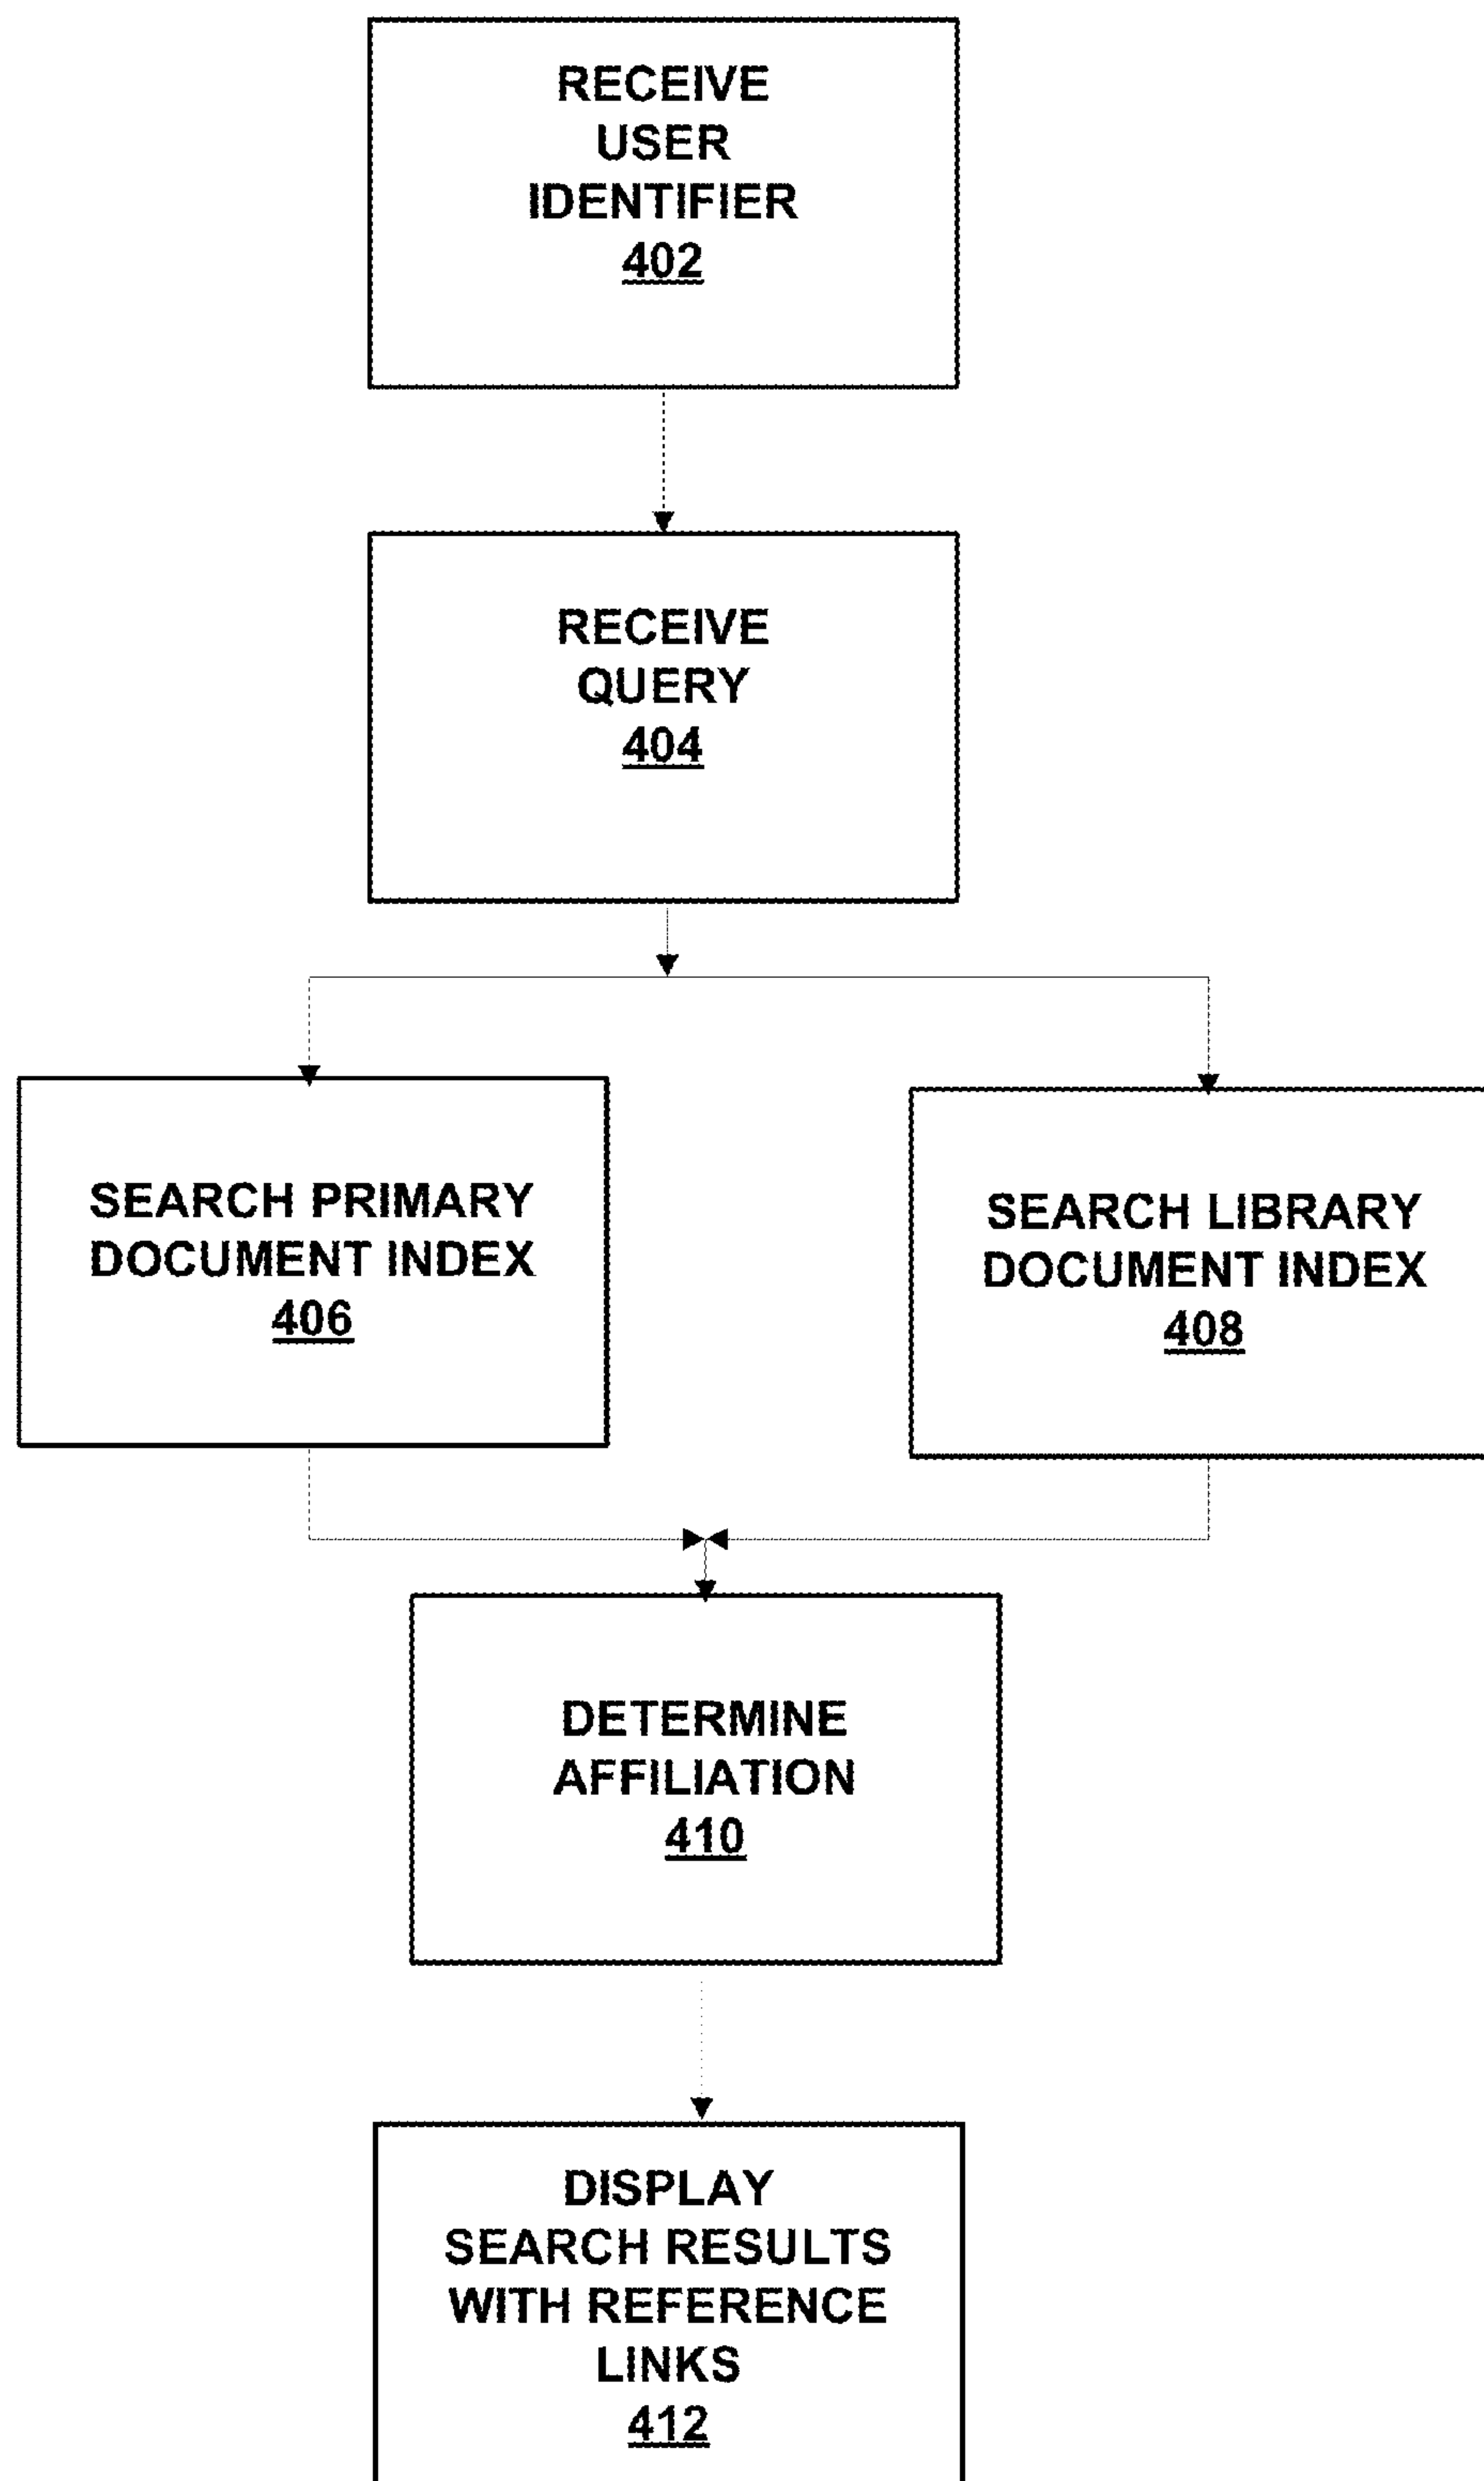 RECEIVE
USER
IDENTIFIER
402
RECEIVE
QUERY
404
SEARCH PRIMARY
DOCUMENT INDEX
406
SEARCH LIBRARY
DOCUMENT INDEX
408
DETERMINE
AFFILIATION
410
DISPLAY
SEARCH RESULTS
WITH REFERENCE
LINKS
412